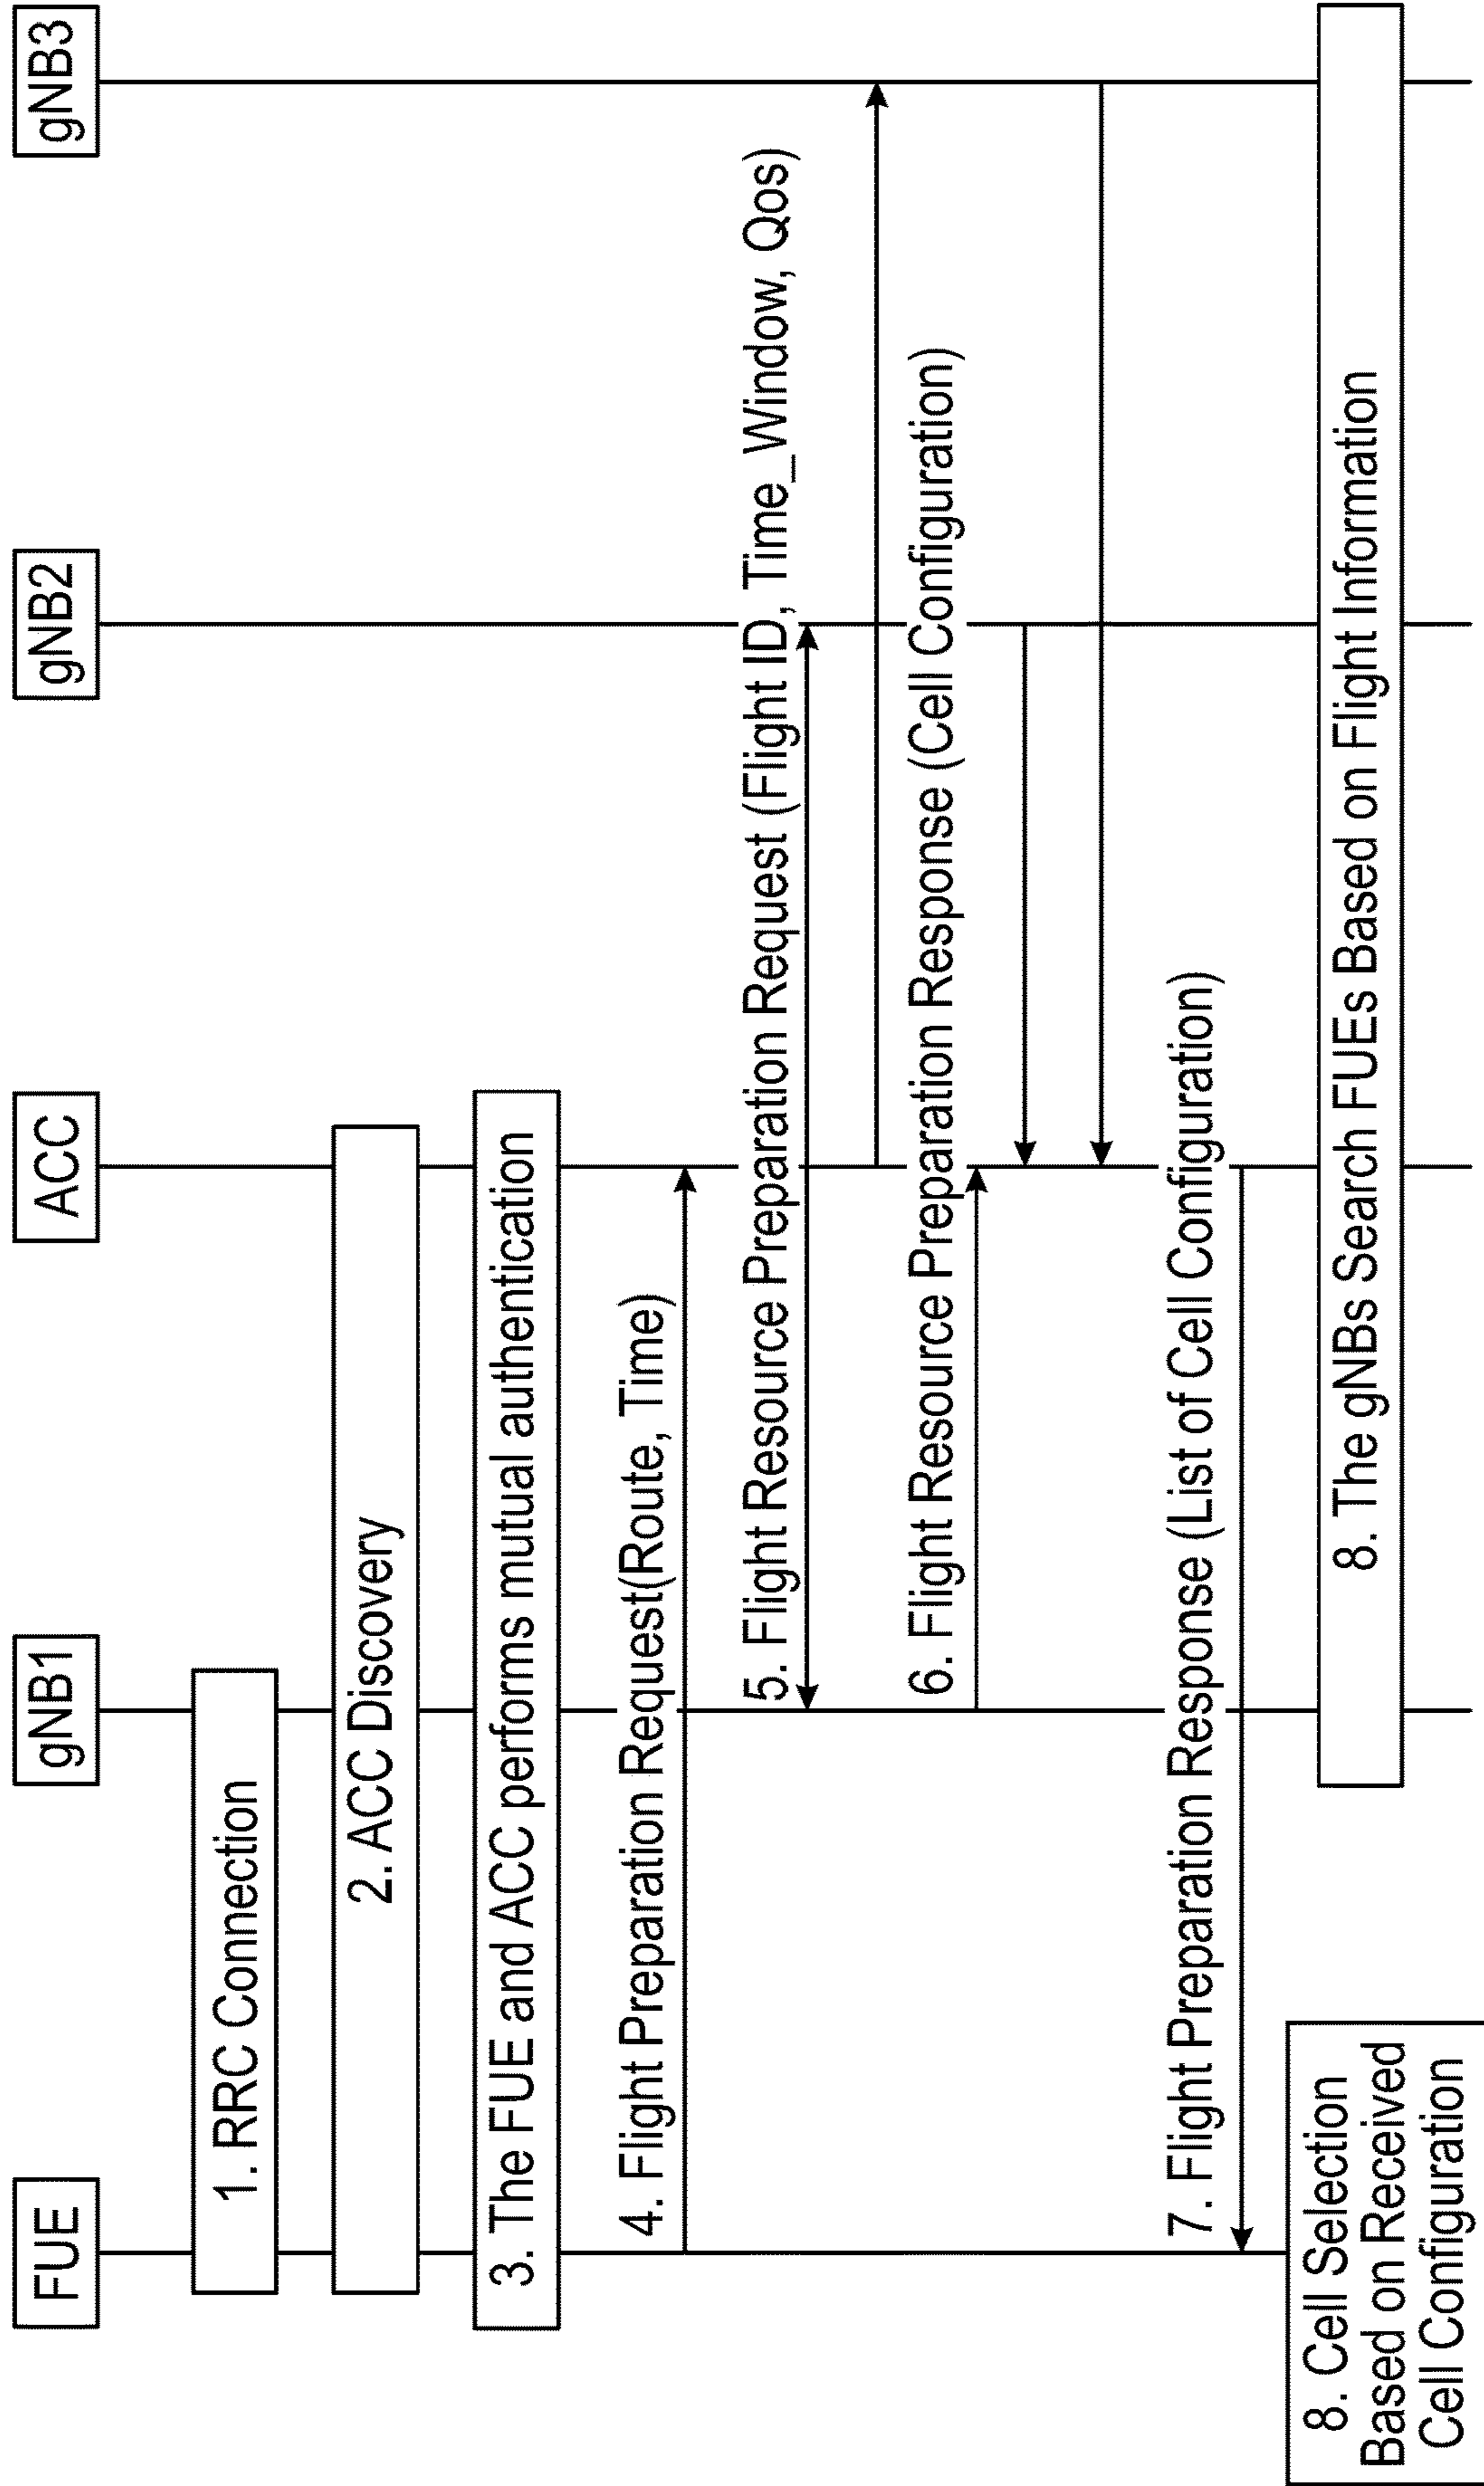 FUE
gNB1
ACC
gNB2
gNB3
1. RRC Connection
2. ACC Discovery
3. The FUE and ACC performs mutual authentication
4. Flight Preparation Request(Route, Time)
5. Flight Resource Preparation Request (Flight ID, Time_Window, Qos)
6. Flight Resource Preparation Response (Cell Configuration)
7. Flight Preparation Response (List of Cell Configuration)
8. Cell Selection
Based on Received
Cell Configuration
8. The gNBs Search FUEs Based on Flight Information